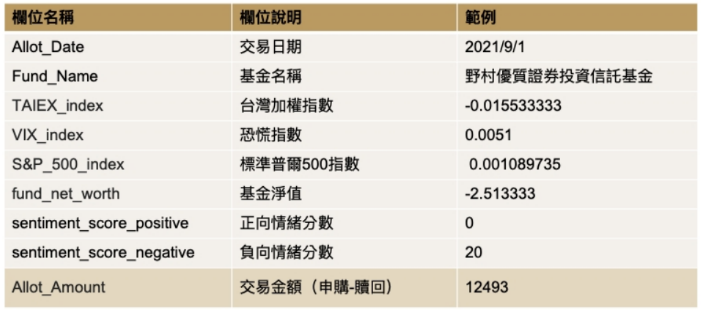 欄位名稱 欄位說明 範例
Allot_Date 交易日期 2021/9/1
Fund_Name 基金名稱 野村優質證券投資信託基金
TAIEX_index 台灣加權指數 -0.015533333
VIX_index 恐慌指數 0.0051
S&P_500_index 標準普爾500指數 0.001089735
fund_net_worth 基金淨值 -2.513333
sentiment_score_positive 正向情緒分數 0
sentiment_score_negative 負向情緒分數 20
Allot_Amount 交易金額（申購-贖回） 12493